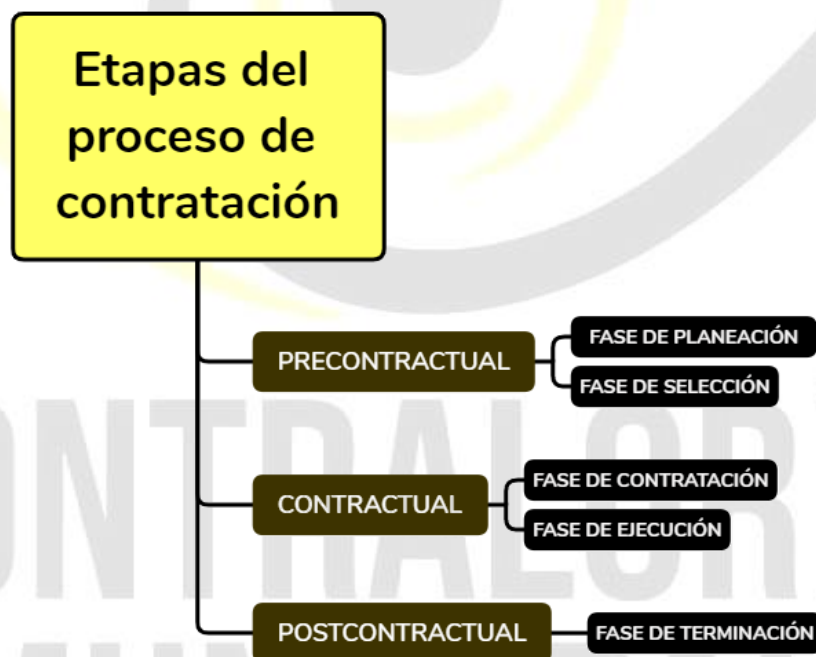 Etapas del
proceso de
contratación
PRECONTRACTUAL
FASE DE PLANEACIÓN
FASE DE SELECCIÓN
CONTRACTUAL
FASE DE CONTRATACIÓN
FASE DE EJECUCIÓN
POSTCONTRACTUAL
FASE DE TERMINACIÓN